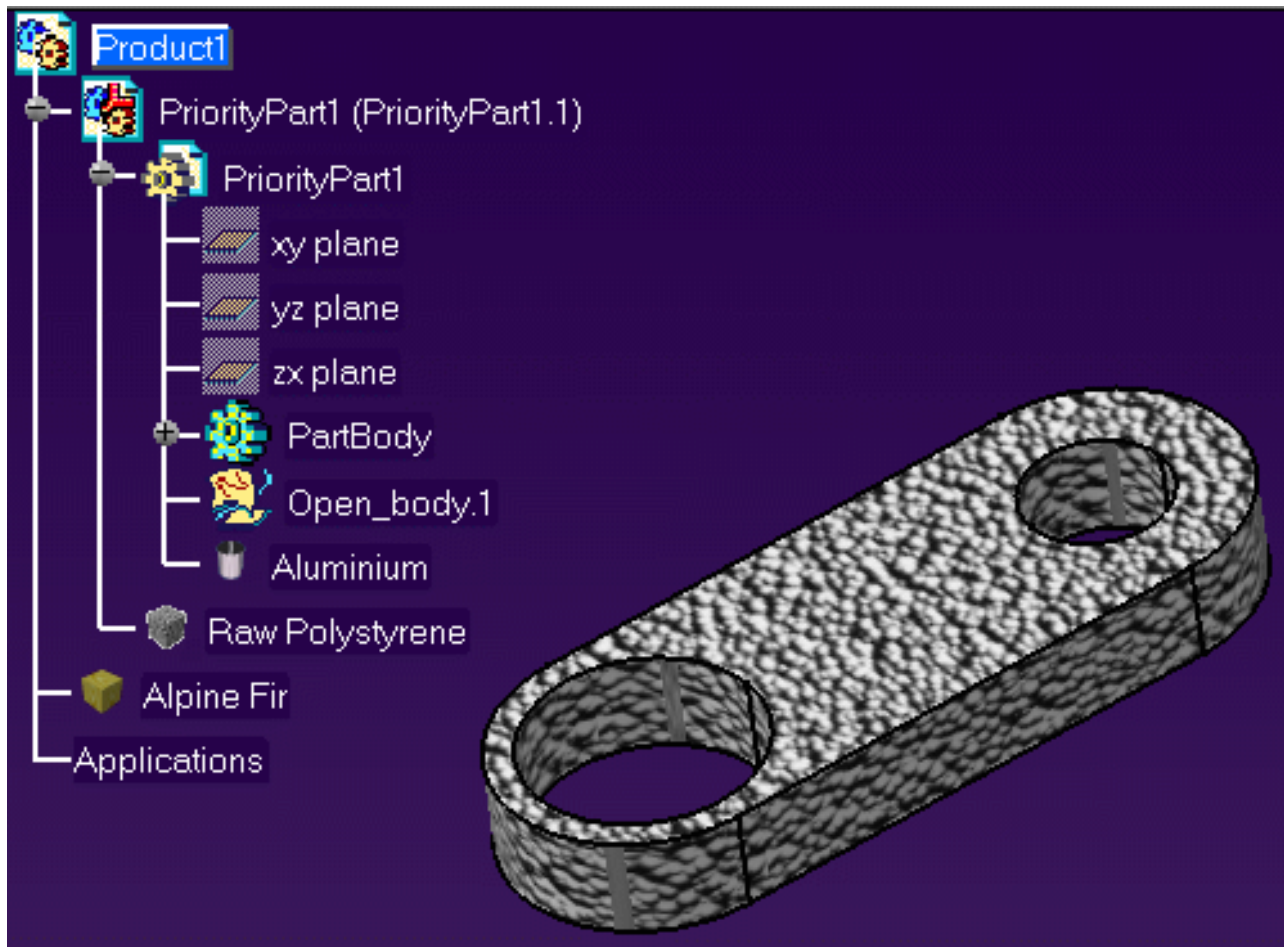 Product1
PriorityPart1 (PriorityPart1.1)
PriorityPart1
xy plane
yz plane
zx plane
PartBody
Open_body.1
Aluminium
Raw Polystyrene
Alpine Fir
Applications